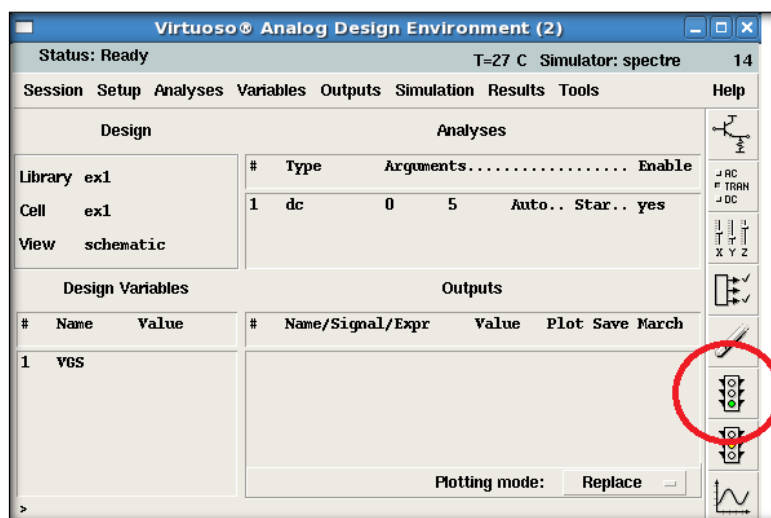 Virtuoso® Analog Design Environment (2)
Status: Ready T=27 C Simulator: spectre 14
Session Setup Analyses Variables Outputs Simulation Results Tools Help
Design
Library ex1
Cell ex1
View schematic
Analyses
# Type Arguments.................. Enable
1 dc 0 5 Auto.. Star.. yes
Design Variables
# Name Value
1 VGS
Outputs
# Name/Signal/Expr Value Plot Save March
Plotting mode: Replace
>
AC
TRAN
DC
X Y Z